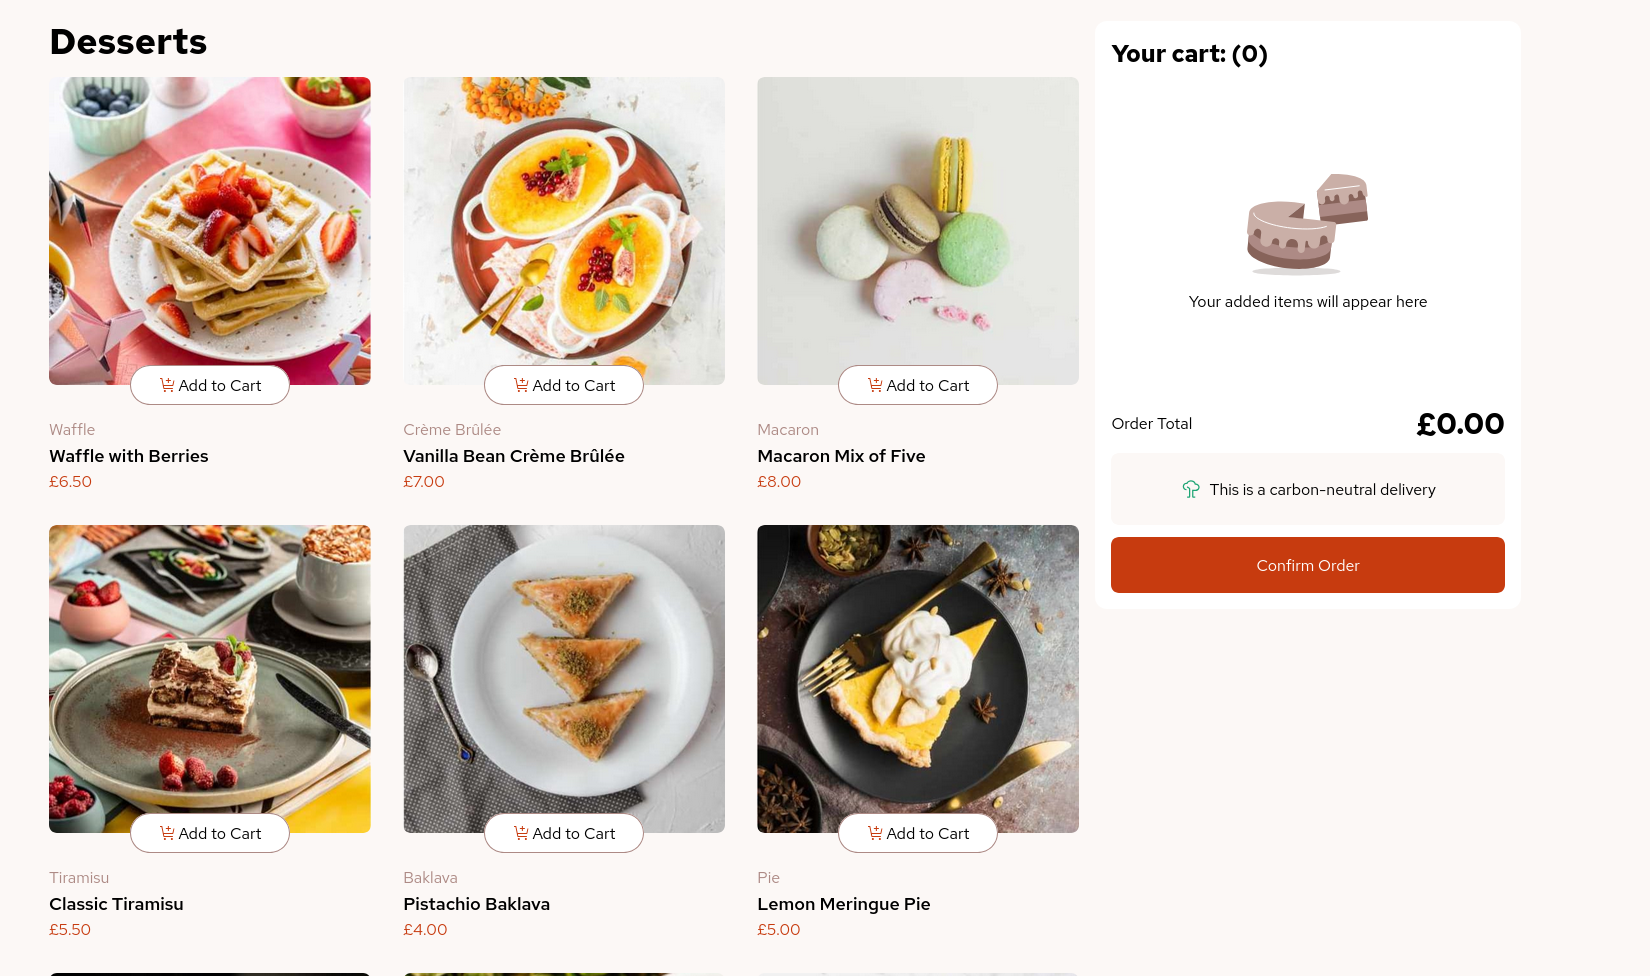 Desserts
Add to Cart
Add to Cart
Add to Cart
Waffle
Waffle with Berries
£6.50
Crème Brûlée
Vanilla Bean Crème Brûlée
£7.00
Macaron
Macaron Mix of Five
£8.00
Add to Cart
Add to Cart
Add to Cart
Tiramisu
Classic Tiramisu
£5.50
Baklava
Pistachio Baklava
£4.00
Pie
Lemon Meringue Pie
£5.00
Your cart: (0)
Your added items will appear here
Order Total £0.00
This is a carbon-neutral delivery
Confirm Order